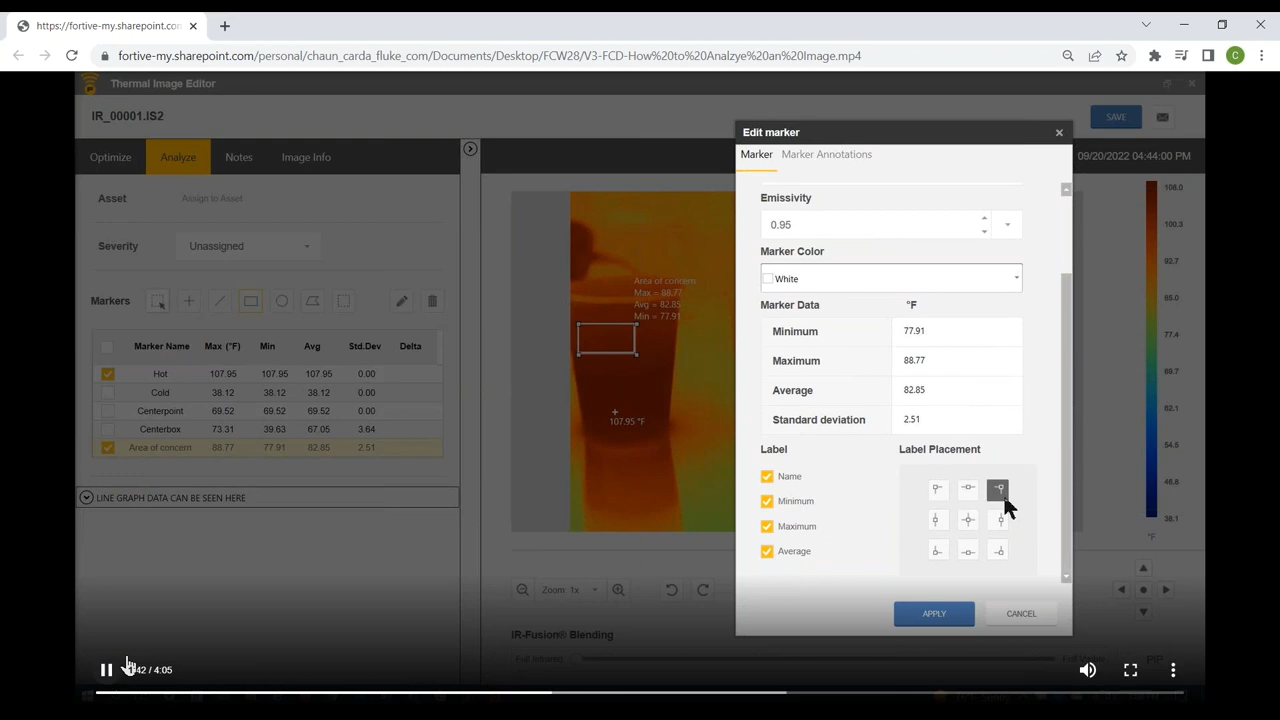 https://fortive-my.sharepoint.con
fortive-my.sharepoint.com/personal/chaun_carda_fluke_com/Documents/Desktop/FCW28/V3-FCD-How%20to%20Analzye%20an%20Image.mp4
C
Thermal Image Editor
IR_00001.IS2
SAVE
Optimize Analyze Notes Image Info
09/20/2022 04:44:00 PM
Asset Assign to Asset
Severity Unassigned
Markers
Marker Name Max (°F) Min Avg Std.Dev Delta
Hot 107.95 107.95 107.95 0.00
Cold 38.12 38.12 38.12 0.00
Centerpoint 69.52 69.52 69.52 0.00
Centerbox 73.31 39.63 67.05 3.64
Area of concern 88.77 77.91 82.85 2.51
LINE GRAPH DATA CAN BE SEEN HERE
Area of concern
Max = 88.77
Avg = 82.85
Min = 77.91
107.95 °F
Zoom 1x
IR-Fusion® Blending
Full Infrared
PIP
Edit marker
Marker Marker Annotations
Emissivity
0.95
Marker Color
White
Marker Data °F
Minimum 77.91
Maximum 88.77
Average 82.85
Standard deviation 2.51
Label Label Placement
Name
Minimum
Maximum
Average
APPLY CANCEL
108.0
100.3
92.7
85.0
77.4
69.7
62.1
54.5
46.8
38.1
°F
:42 / 4:05